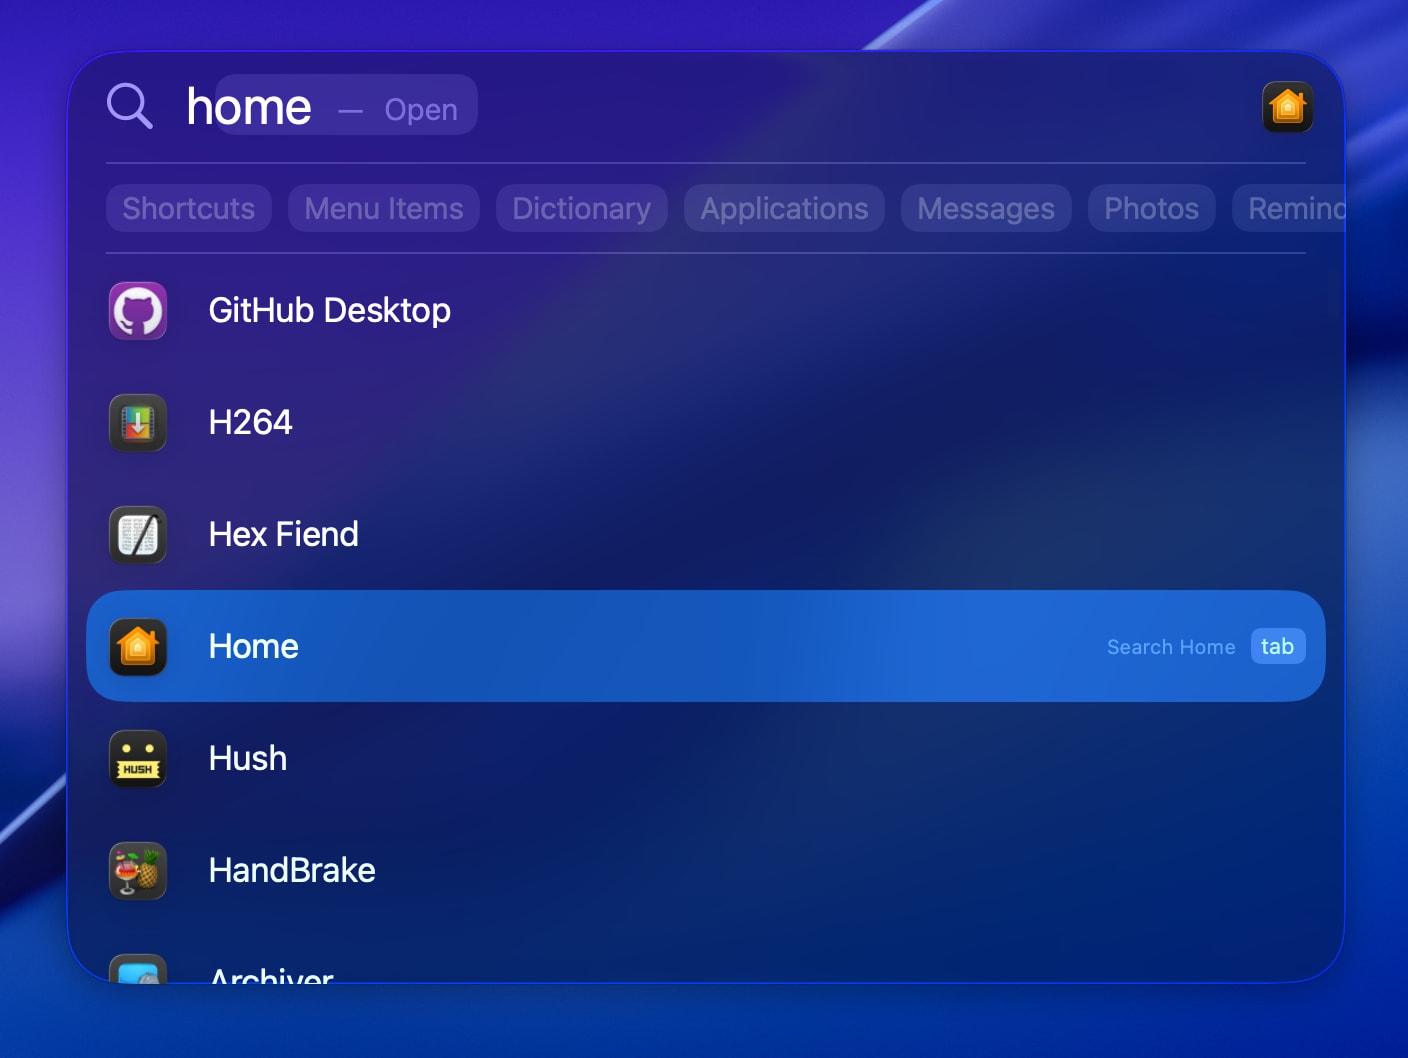 home — Open
Shortcuts Menu Items Dictionary Applications Messages Photos Remind
GitHub Desktop
H264
Hex Fiend
Home Search Home tab
HUSH Hush
HandBrake
Archiver